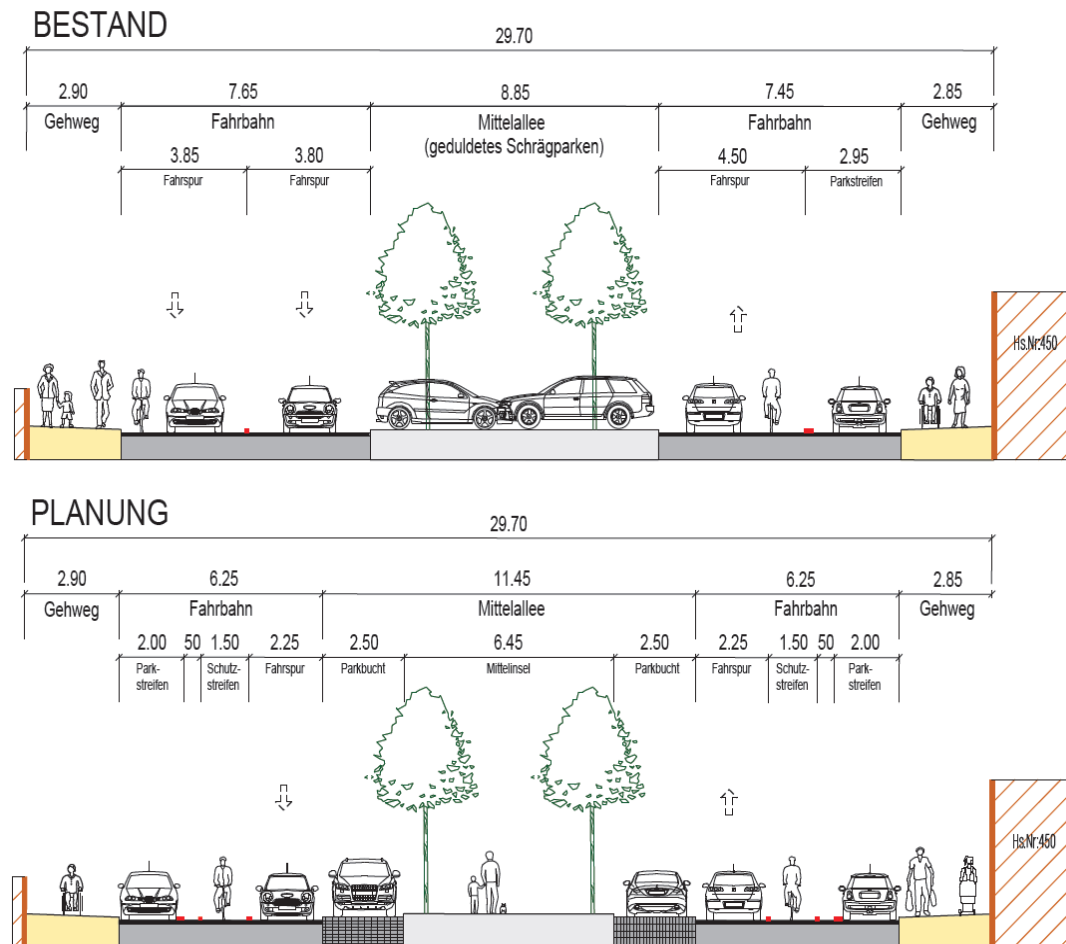 BESTAND
29.70
2.90 7.65 8.85 7.45 2.85
Gehweg Fahrbahn Mittelallee Fahrbahn Gehweg
(geduldetes Schrägparken)
3.85 3.80 4.50 2.95
Fahrspur Fahrspur Fahrspur Parkstreifen
Hs.Nr:450
PLANUNG
29.70
2.90 6.25 11.45 6.25 2.85
Gehweg Fahrbahn Mittelallee Fahrbahn Gehweg
2.00 50 1.50 2.25 2.50 6.45 2.50 2.25 1.50 50 2.00
Park- Schutz- Fahrspur Parkbucht Mittelinsel Parkbucht Fahrspur Schutz- Park-
streifen streifen streifen streifen
Hs.Nr:450